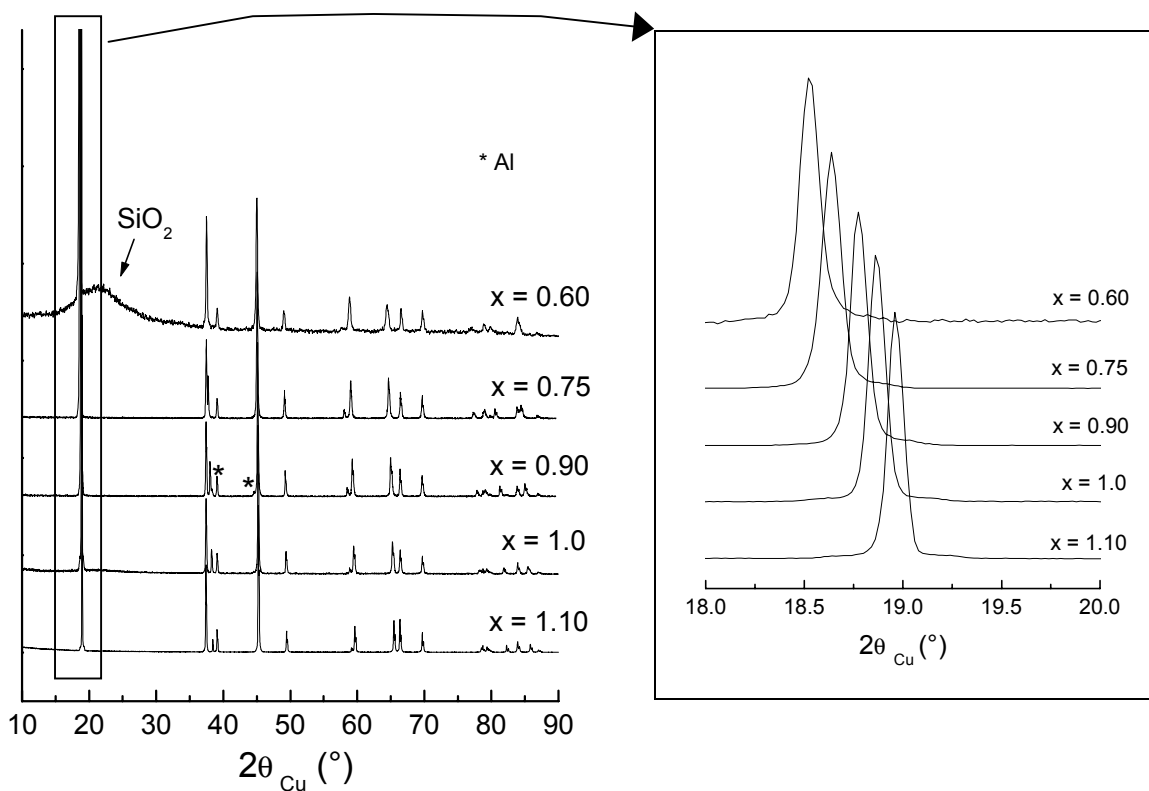 * Al
SiO2
x = 0.60
x = 0.75
*
*
x = 0.90
x = 1.0
x = 1.10
10 20 30 40 50 60 70 80 90
2θ Cu (°)
x = 0.60
x = 0.75
x = 0.90
x = 1.0
x = 1.10
18.0 18.5 19.0 19.5 20.0
2θ Cu (°)